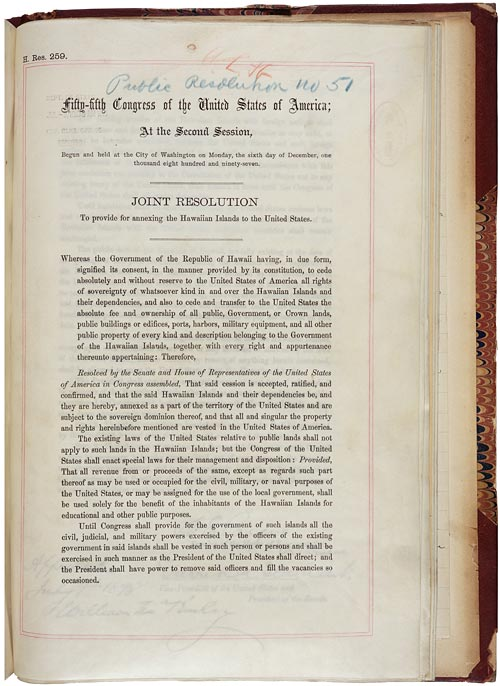 H. Res. 259.
Public Resolution No 51
Fifty-fifth Congress of the United States of America;
At the Second Session,
Begun and held at the City of Washington on Monday, the sixth day of December, one
thousand eight hundred and ninety-seven.
JOINT RESOLUTION
To provide for annexing the Hawaiian Islands to the United States.
Whereas the Government of the Republic of Hawaii having, in due form,
signified its consent, in the manner provided by its constitution, to cede
absolutely and without reserve to the United States of America all rights
of sovereignty of whatsoever kind in and over the Hawaiian Islands and
their dependencies, and also to cede and transfer to the United States the
absolute fee and ownership of all public, Government, or Crown lands,
public buildings or edifices, ports, harbors, military equipment, and all other
public property of every kind and description belonging to the Government
of the Hawaiian Islands, together with every right and appurtenance
thereunto appertaining: Therefore,
Resolved by the Senate and House of Representatives of the United States
of America in Congress assembled, That said cession is accepted, ratified, and
confirmed, and that the said Hawaiian Islands and their dependencies be, and
they are hereby, annexed as a part of the territory of the United States and are
subject to the sovereign dominion thereof, and that all and singular the property
and rights hereinbefore mentioned are vested in the United States of America.
The existing laws of the United States relative to public lands shall not
apply to such lands in the Hawaiian Islands; but the Congress of the United
States shall enact special laws for their management and disposition: Provided,
That all revenue from or proceeds of the same, except as regards such part
thereof as may be used or occupied for the civil, military, or naval purposes of
the United States, or may be assigned for the use of the local government, shall
be used solely for the benefit of the inhabitants of the Hawaiian Islands for
educational and other public purposes.
Until Congress shall provide for the government of such islands all the
civil, judicial, and military powers exercised by the officers of the existing
government in said islands shall be vested in such person or persons and shall be
exercised in such manner as the President of the United States shall direct; and
the President shall have power to remove said officers and fill the vacancies so
occasioned.